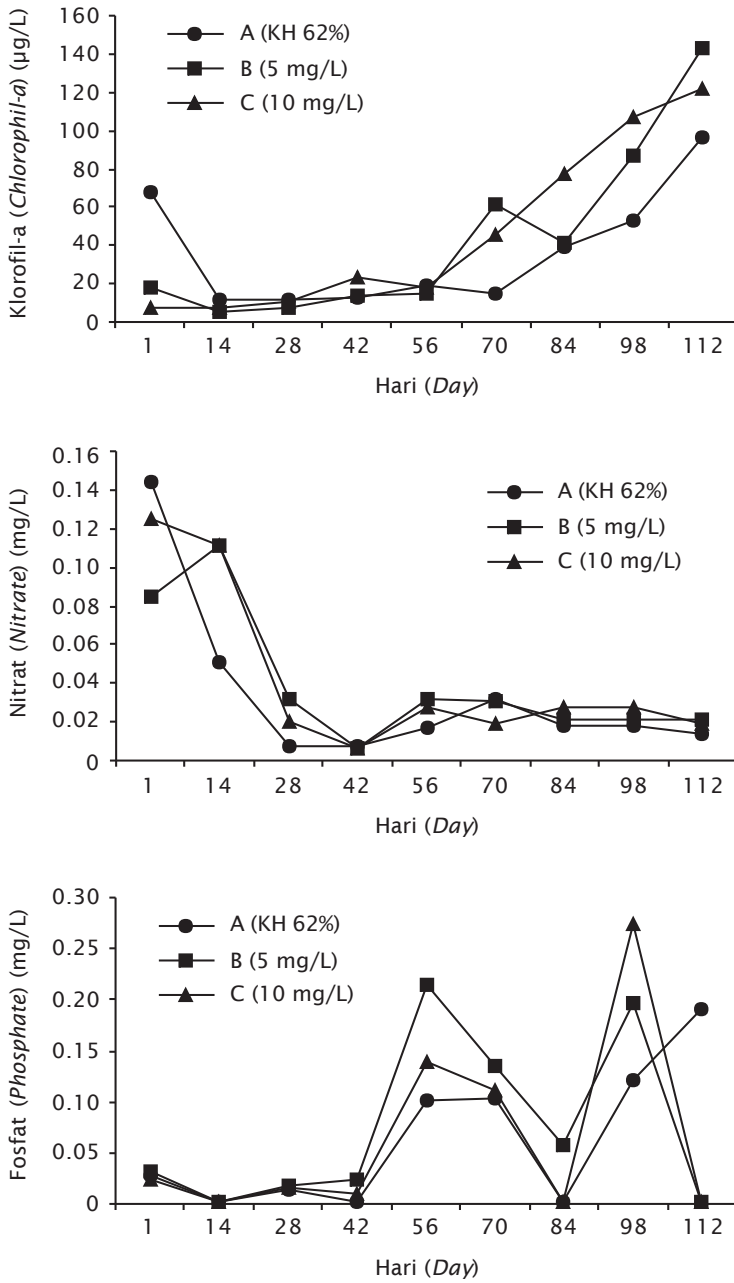 Klorofil-a (Chlorophil-a) (µg/L)
160
140
120
100
80
60
40
20
0
A (KH 62%)
B (5 mg/L)
C (10 mg/L)
1 14 28 42 56 70 84 98 112
Hari (Day)
Nitrat (Nitrate) (mg/L)
0.16
0.14
0.12
0.10
0.08
0.06
0.04
0.02
0
A (KH 62%)
B (5 mg/L)
C (10 mg/L)
1 14 28 42 56 70 84 98 112
Hari (Day)
Fosfat (Phosphate) (mg/L)
0.30
0.25
0.20
0.15
0.10
0.05
0
A (KH 62%)
B (5 mg/L)
C (10 mg/L)
1 14 28 42 56 70 84 98 112
Hari (Day)